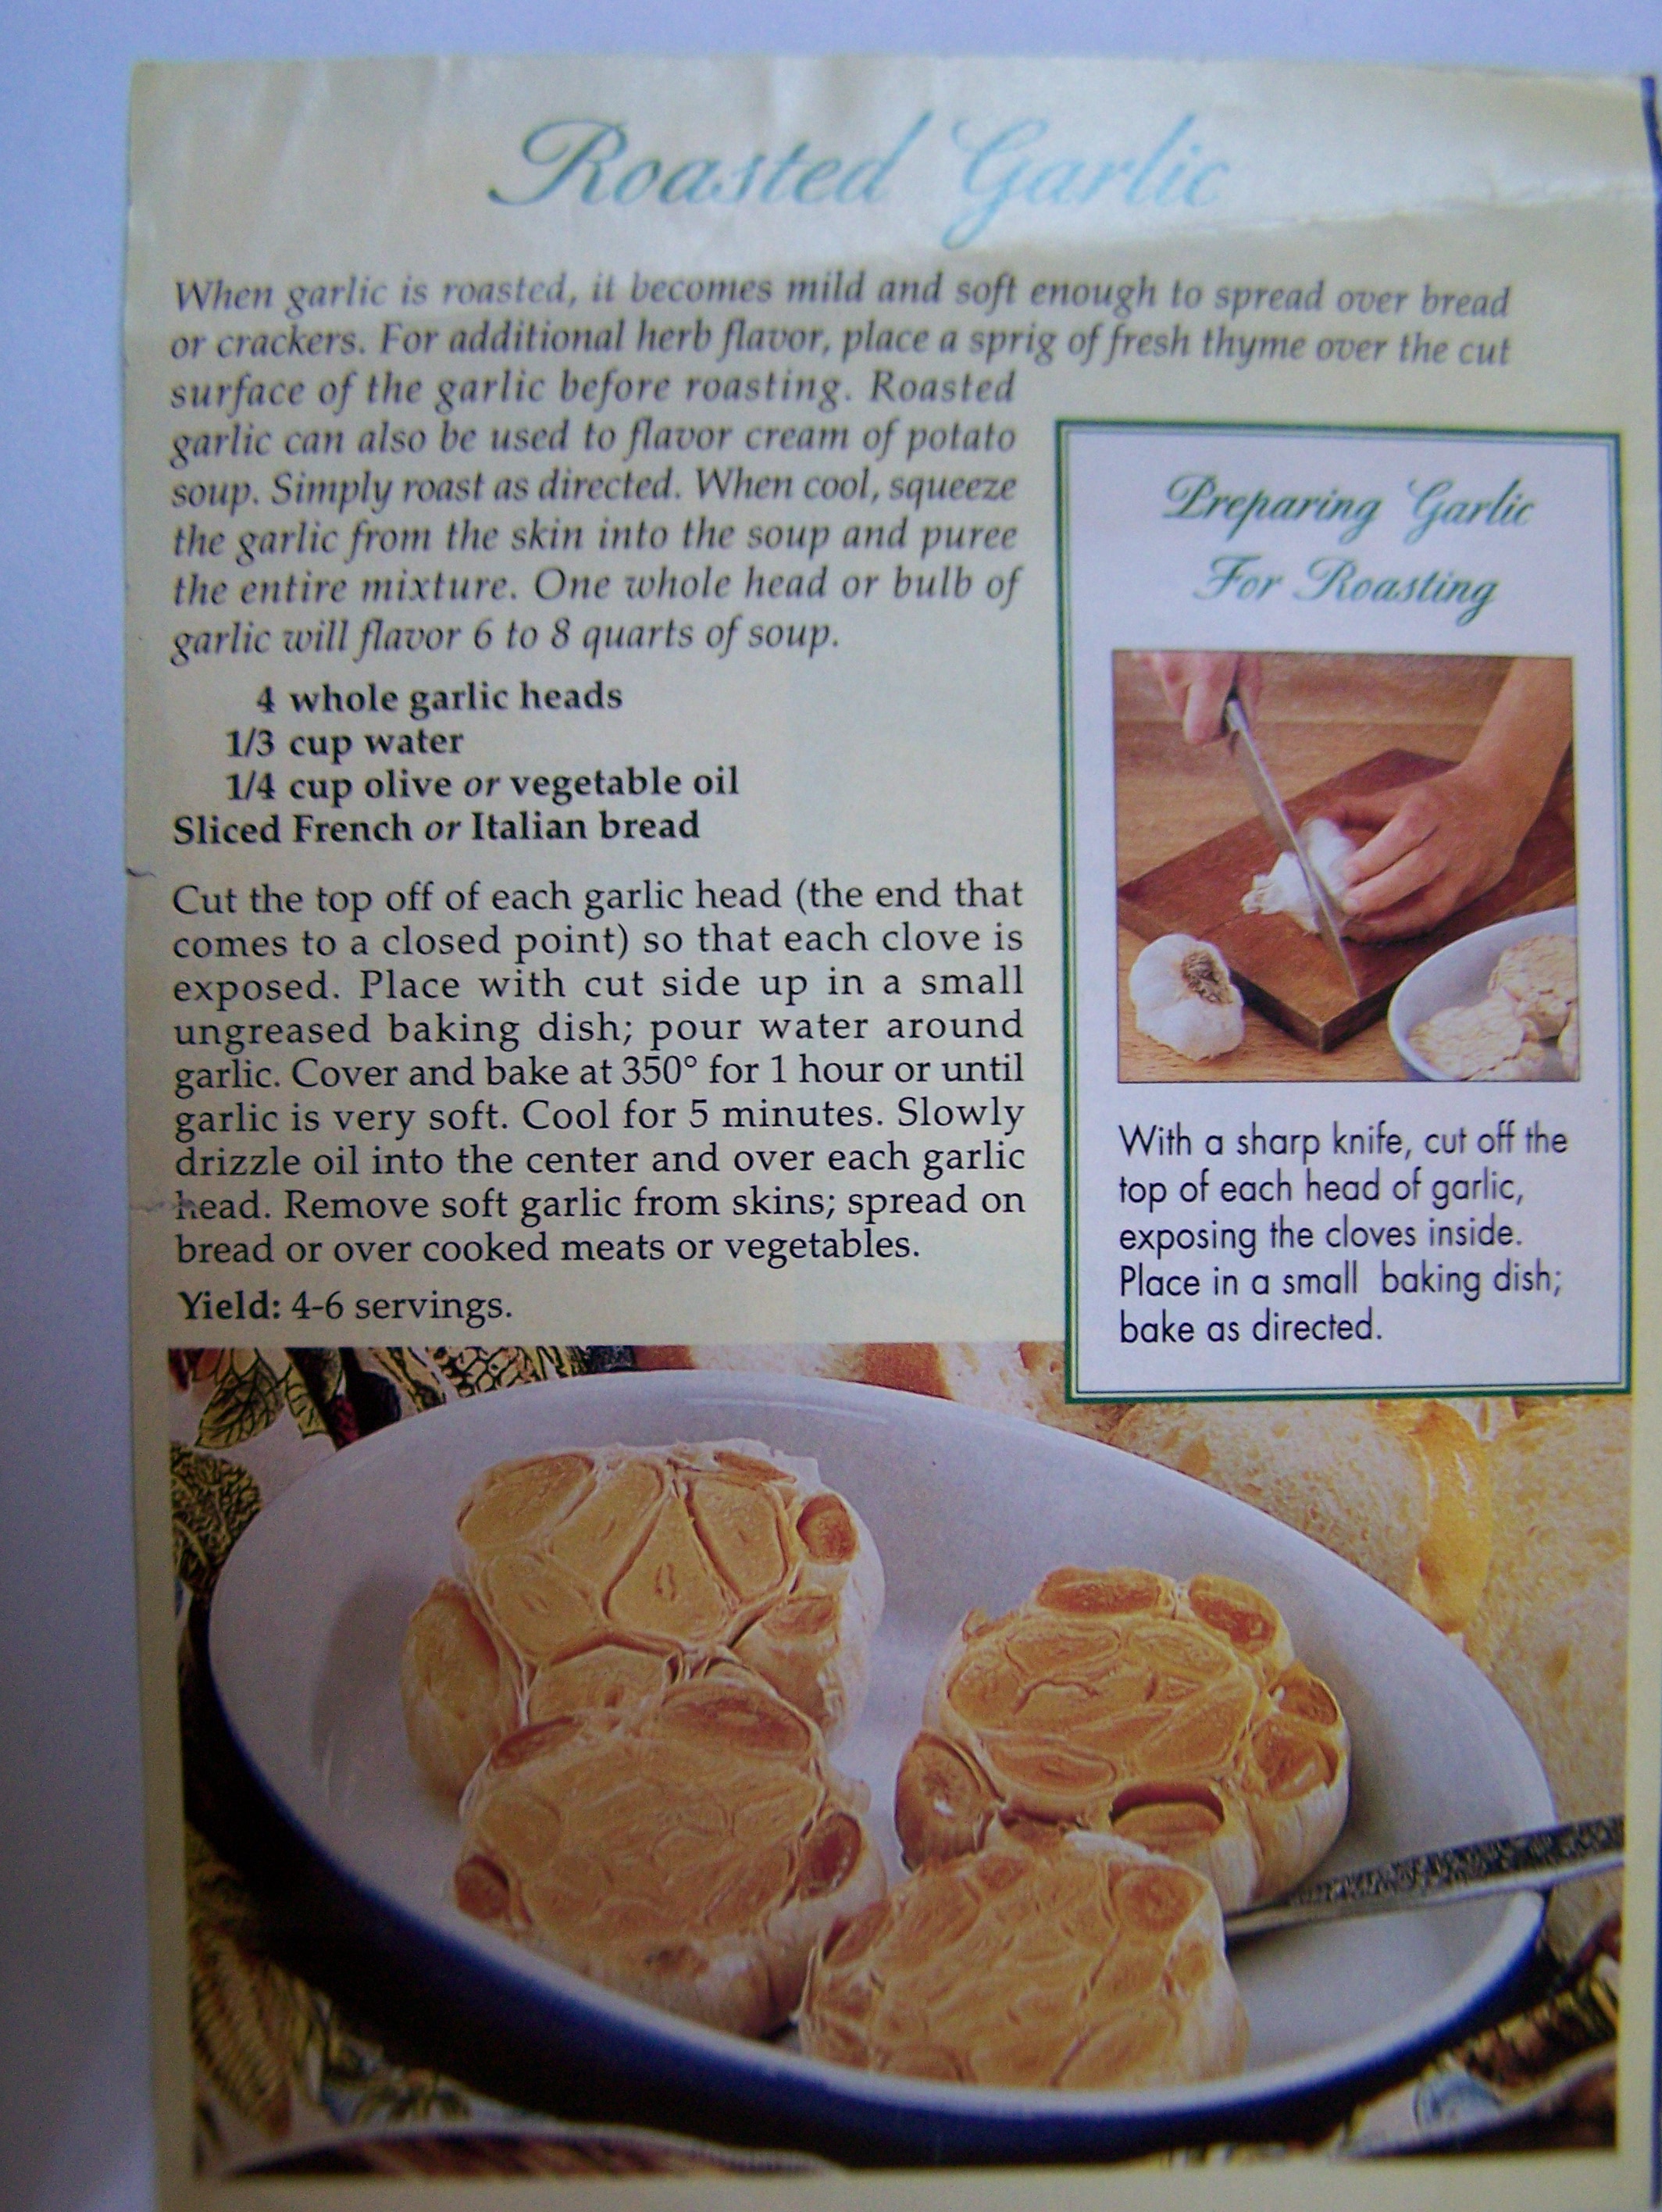 Roasted Garlic
When garlic is roasted, it becomes mild and soft enough to spread over bread
or crackers. For additional herb flavor, place a sprig of fresh thyme over the cut
surface of the garlic before roasting. Roasted
garlic can also be used to flavor cream of potato
soup. Simply roast as directed. When cool, squeeze
the garlic from the skin into the soup and puree
the entire mixture. One whole head or bulb of
garlic will flavor 6 to 8 quarts of soup.
4 whole garlic heads
1/3 cup water
1/4 cup olive or vegetable oil
Sliced French or Italian bread
Cut the top off of each garlic head (the end that
comes to a closed point) so that each clove is
exposed. Place with cut side up in a small
ungreased baking dish; pour water around
garlic. Cover and bake at 350° for 1 hour or until
garlic is very soft. Cool for 5 minutes. Slowly
drizzle oil into the center and over each garlic
head. Remove soft garlic from skins; spread on
bread or over cooked meats or vegetables.
Yield: 4-6 servings.
Preparing Garlic
For Roasting
With a sharp knife, cut off the
top of each head of garlic,
exposing the cloves inside.
Place in a small baking dish;
bake as directed.